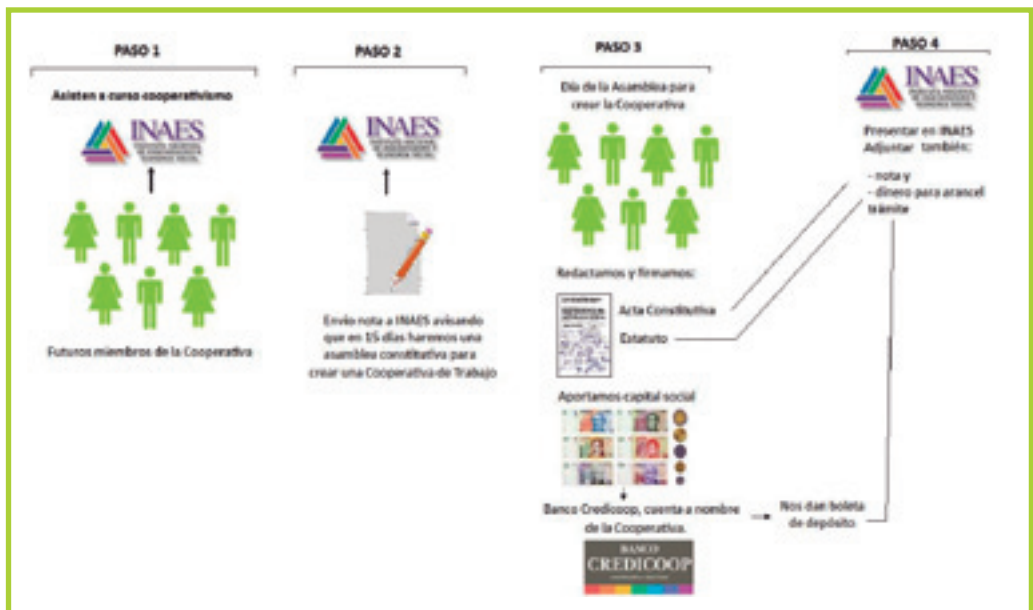 PASO 1
Asisten a curso cooperativismo
INAES
Futuros miembros de la Cooperativa
PASO 2
INAES
Envío nota a INAES avisando
que en 15 días haremos una
asamblea constitutiva para
crear una Cooperativa de Trabajo
PASO 3
Día de la Asamblea para
crear la Cooperativa
Redactamos y firmamos:
Acta Constitutiva
Estatuto
Aportamos capital social
Banco Credicoop, cuenta a nombre
de la Cooperativa.
BANCO
CREDICOOP
Nos dan boleta
de depósito
PASO 4
INAES
Presentar en INAES
Adjuntar también:
- nota y
- dinero para arancel
trámite